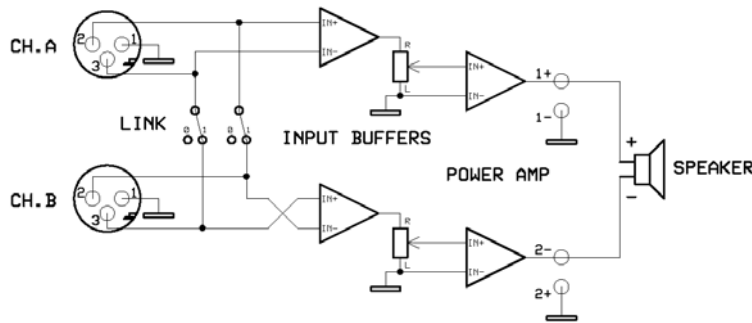 CH.A
2
1
3
IN+
IN-
R
L
IN+
IN-
1+
1-
LINK
0
1
0
1
INPUT BUFFERS
POWER AMP
+
-
SPEAKER
CH.B
2
1
3
IN+
IN-
R
L
IN+
IN-
2-
2+